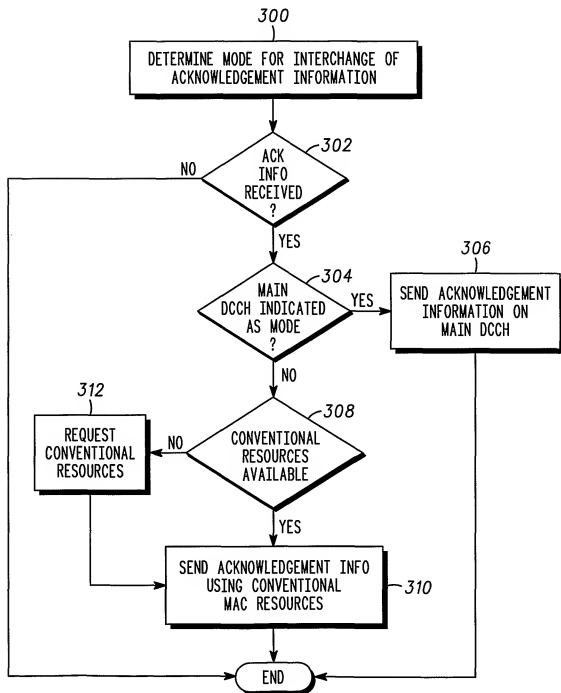 300
DETERMINE MODE FOR INTERCHANGE OF
ACKNOWLEDGEMENT INFORMATION
302
ACK
INFO
RECEIVED
?
NO
YES
304
MAIN
DCCH INDICATED
AS MODE
?
YES
306
SEND ACKNOWLEDGEMENT
INFORMATION ON
MAIN DCCH
NO
308
CONVENTIONAL
RESOURCES
AVAILABLE
NO
312
REQUEST
CONVENTIONAL
RESOURCES
YES
SEND ACKNOWLEDGEMENT INFO
USING CONVENTIONAL
MAC RESOURCES
310
END